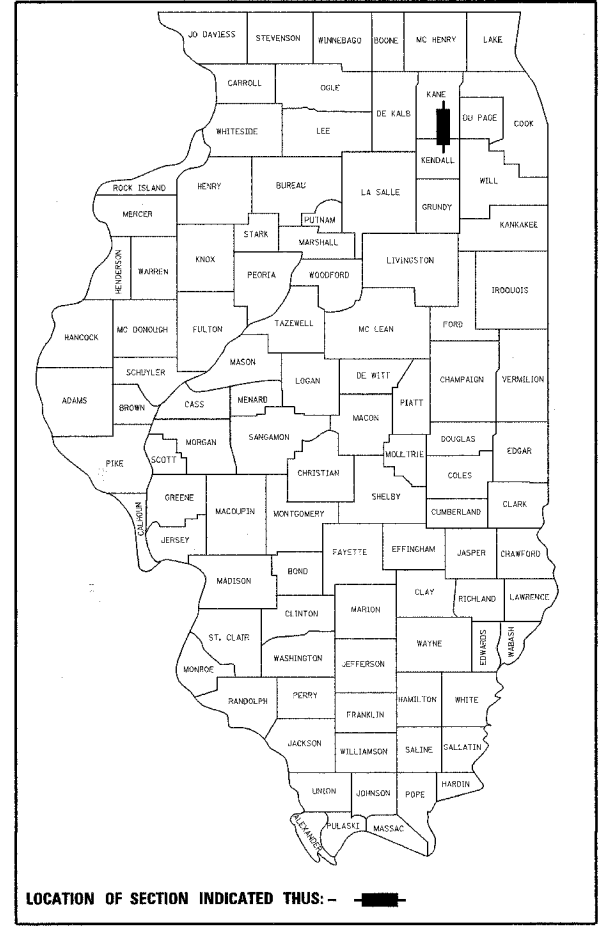 JO DAVIESS
STEVENSON
WINNEBAGO
BOONE
MC HENRY
LAKE
CARROLL
OGLE
KANE
DE KALB
DU PAGE
COOK
WHITESIDE
LEE
KENDALL
WILL
ROCK ISLAND
HENRY
BUREAU
LA SALLE
GRUNDY
MERCER
PUTNAM
KANKAKEE
STARK
MARSHALL
HENDERSON
WARREN
KNOX
PEORIA
WOODFORD
LIVINGSTON
IROQUOIS
HANCOCK
MC DONOUGH
FULTON
TAZEWELL
MC LEAN
FORD
MASON
SCHUYLER
LOGAN
DE WITT
CHAMPAIGN
VERMILION
ADAMS
BROWN
CASS
MENARD
MACON
PIATT
MORGAN
SANGAMON
DOUGLAS
EDGAR
PIKE
SCOTT
CHRISTIAN
MOULTRIE
COLES
SHELBY
GREENE
MACOUPIN
MONTGOMERY
CUMBERLAND
CLARK
CALHOUN
JERSEY
FAYETTE
EFFINGHAM
JASPER
CRAWFORD
MADISON
BOND
CLAY
RICHLAND
LAWRENCE
CLINTON
MARION
ST. CLAIR
WAYNE
EDWARDS
WABASH
WASHINGTON
JEFFERSON
MONROE
RANDOLPH
PERRY
HAMILTON
WHITE
FRANKLIN
JACKSON
WILLIAMSON
SALINE
SALLATIN
UNION
JOHNSON
POPE
HARDIN
ALEXANDER
PULASKI
MASSAC
LOCATION OF SECTION INDICATED THUS: -